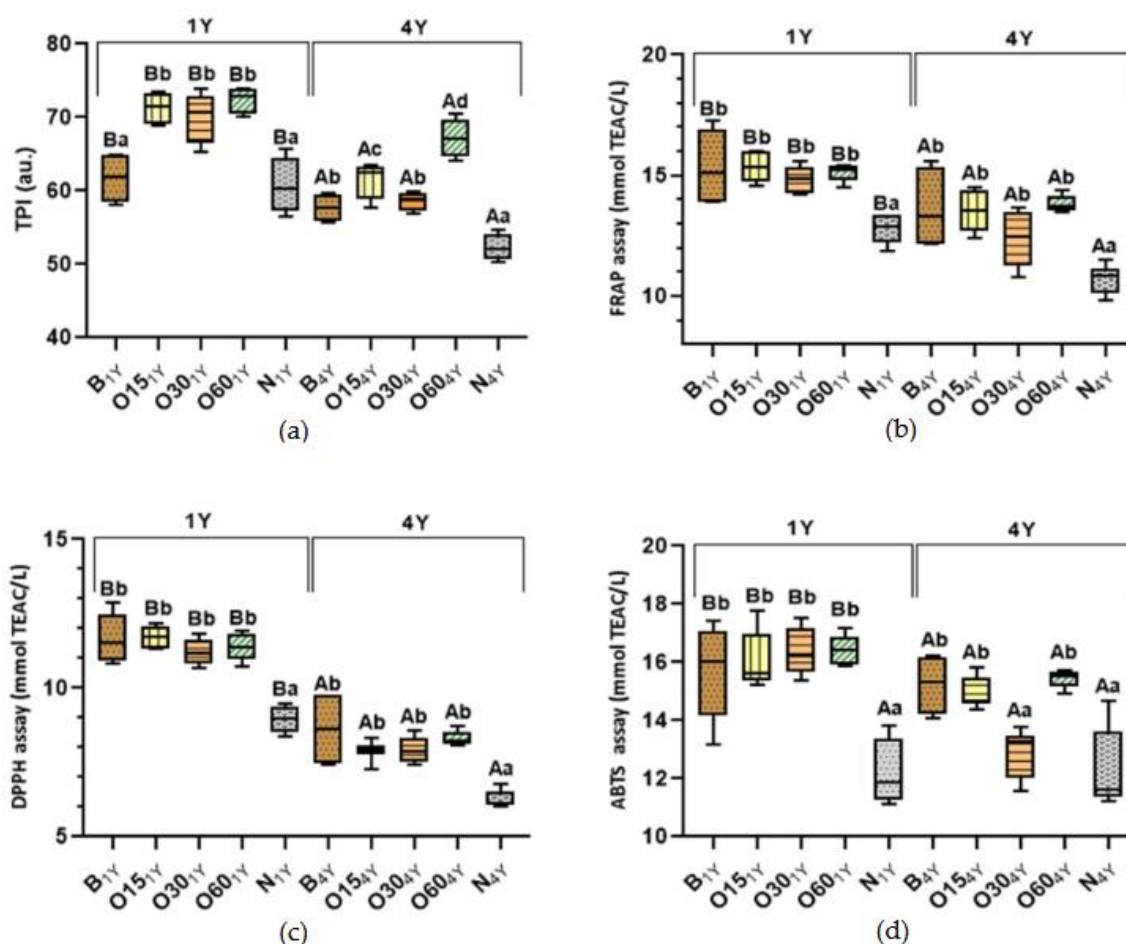 1Y 4Y
80
70
60
50
40
TPI (au.)
Ba Bb Bb Bb Ba Ab Ac Ab Ad Aa
B1Y O151Y O301Y O601Y N1Y B4Y O154Y O304Y O604Y N4Y
(a)
1Y 4Y
20
15
10
FRAP assay (mmol TEAC/L)
Bb Bb Bb Bb Ba Ab Ab Ab Ab Aa
B1Y O151Y O301Y O601Y N1Y B4Y O154Y O304Y O604Y N4Y
(b)
1Y 4Y
15
10
5
DPPH assay (mmol TEAC/L)
Bb Bb Bb Bb Ba Ab Ab Ab Ab Aa
B1Y O151Y O301Y O601Y N1Y B4Y O154Y O304Y O604Y N4Y
(c)
1Y 4Y
20
18
16
14
12
10
ABTS assay (mmol TEAC/L)
Bb Bb Bb Bb Aa Ab Ab Aa Ab Aa
B1Y O151Y O301Y O601Y N1Y B4Y O154Y O304Y O604Y N4Y
(d)